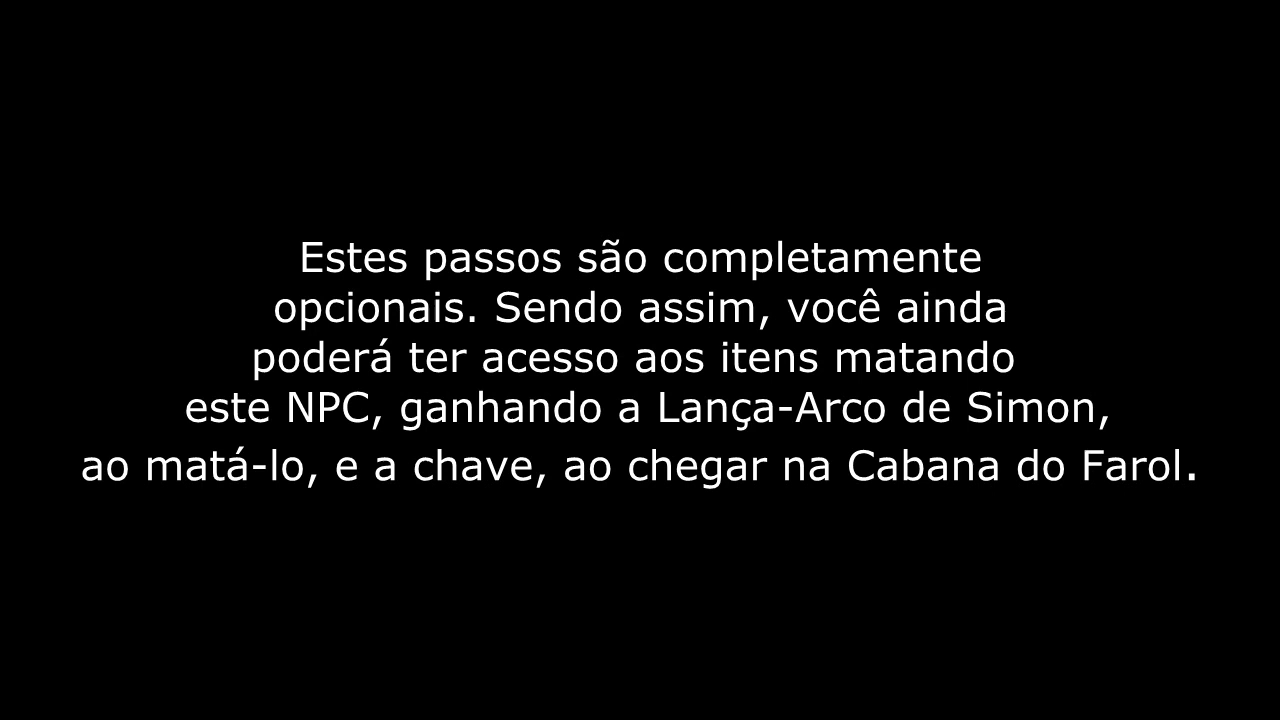 Estes passos são completamente
opcionais. Sendo assim, você ainda
poderá ter acesso aos itens matando
este NPC, ganhando a Lança-Arco de Simon,
ao matá-lo, e a chave, ao chegar na Cabana do Farol.